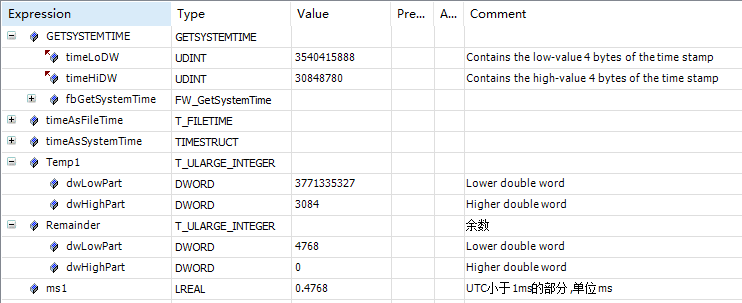 Expression Type Value Pre... A... Comment
GETSYSTEMTIME GETSYSTEMTIME
timeLoDW UDINT 3540415888 Contains the low-value 4 bytes of the time stamp
timeHiDW UDINT 30848780 Contains the high-value 4 bytes of the time stamp
fbGetSystemTime FW_GetSystemTime
timeAsFileTime T_FILETIME
timeAsSystemTime TIMESTRUCT
Temp1 T_ULARGE_INTEGER
dwLowPart DWORD 3771335327 Lower double word
dwHighPart DWORD 3084 Higher double word
Remainder T_ULARGE_INTEGER 余数
dwLowPart DWORD 4768 Lower double word
dwHighPart DWORD 0 Higher double word
ms1 LREAL 0.4768 UTC小于1ms的部分,单位ms